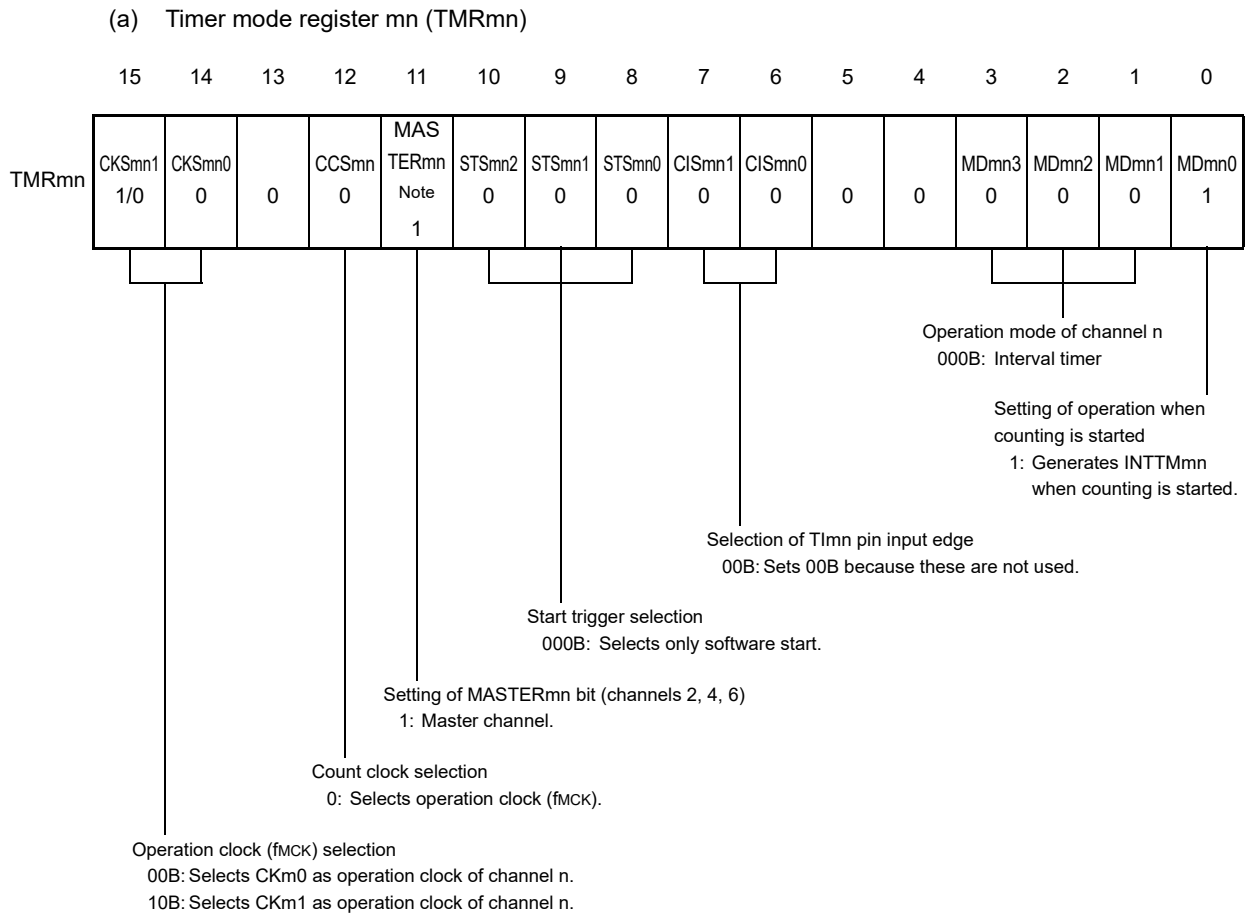 (a) Timer mode register mn (TMRmn)
15 14 13 12 11 10 9 8 7 6 5 4 3 2 1 0
TMRmn
CKSmn1 1/0
CKSmn0 0
0
CCSmn 0
MAS
TERmn
Note
1
STSmn2 0
STSmn1 0
STSmn0 0
CISmn1 0
CISmn0 0
0
0
MDmn3 0
MDmn2 0
MDmn1 0
MDmn0 1
Operation mode of channel n
000B: Interval timer
Setting of operation when
counting is started
1: Generates INTTMmn
when counting is started.
Selection of TImn pin input edge
00B: Sets 00B because these are not used.
Start trigger selection
000B: Selects only software start.
Setting of MASTERmn bit (channels 2, 4, 6)
1: Master channel.
Count clock selection
0: Selects operation clock (fMCK).
Operation clock (fMCK) selection
00B: Selects CKm0 as operation clock of channel n.
10B: Selects CKm1 as operation clock of channel n.